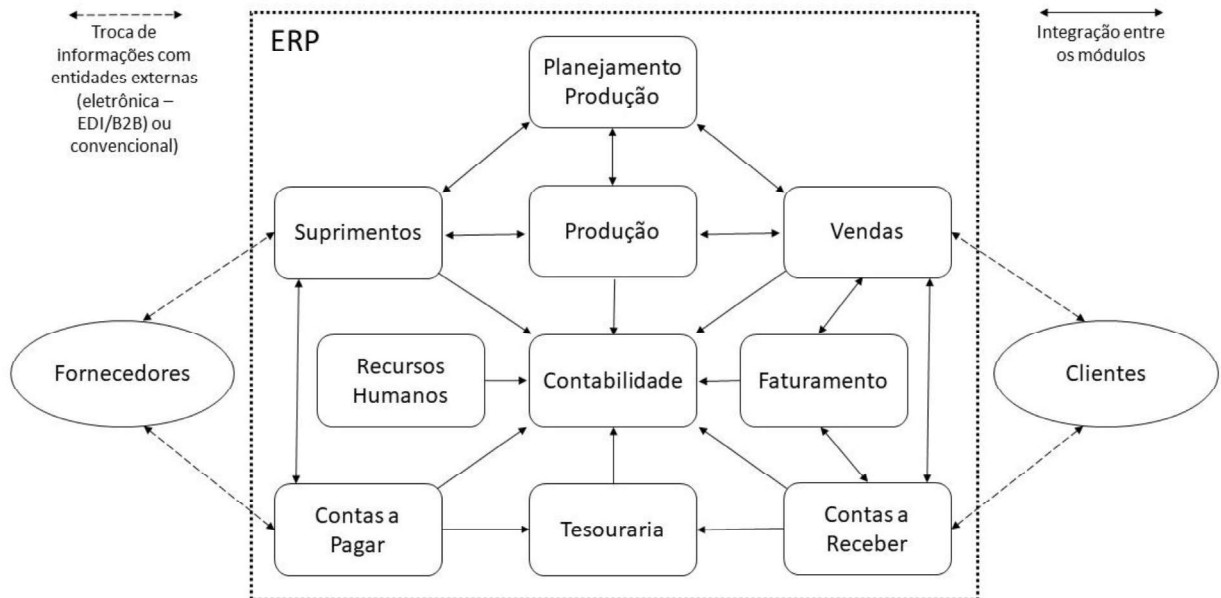 Troca de
informações com
entidades externas
(eletrônica –
EDI/B2B) ou
convencional)
ERP
Integração entre
os módulos
Planejamento
Produção
Suprimentos
Produção
Vendas
Fornecedores
Recursos
Humanos
Contabilidade
Faturamento
Clientes
Contas a
Pagar
Tesouraria
Contas a
Receber